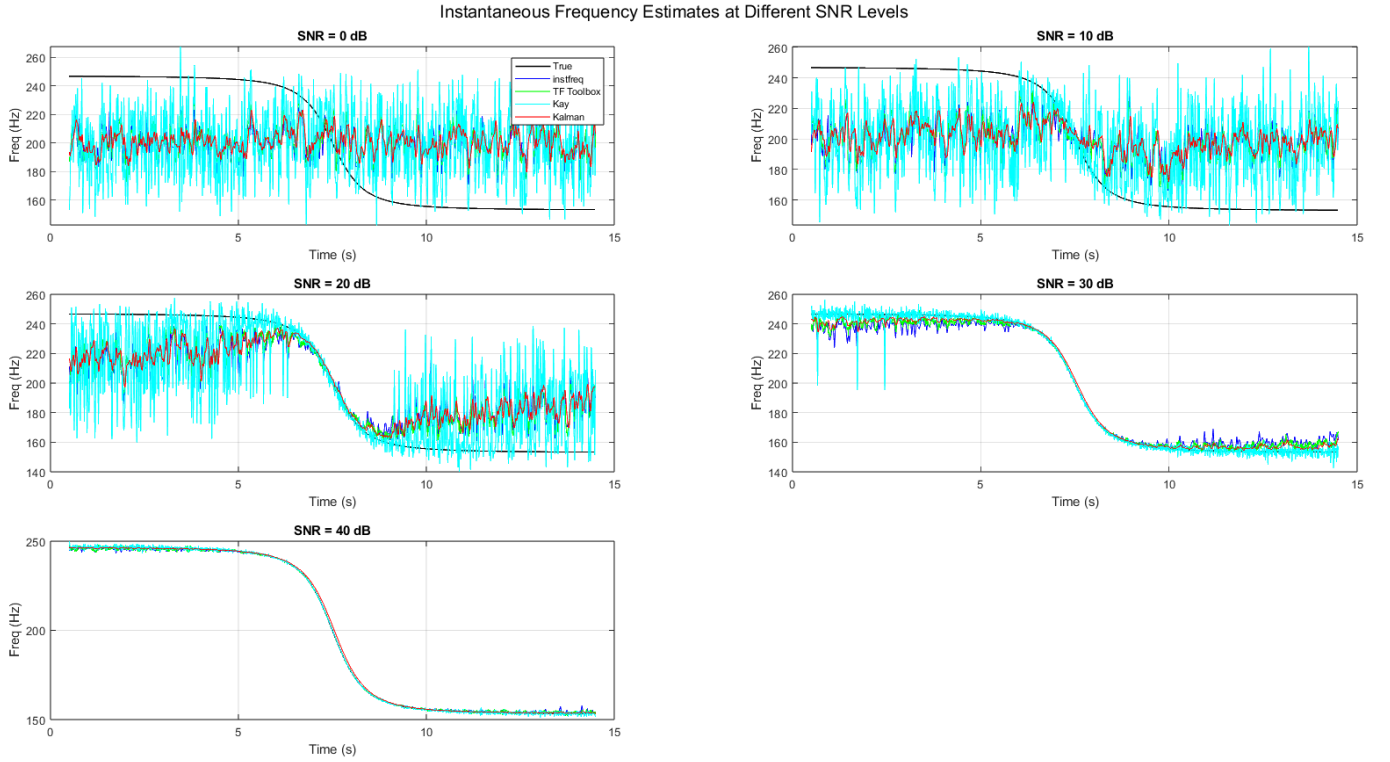 Instantaneous Frequency Estimates at Different SNR Levels
SNR = 0 dB
260
240
220
200
180
160
Freq (Hz)
0
5
10
15
Time (s)
True
instfreq
TF Toolbox
Kay
Kalman
SNR = 10 dB
260
240
220
200
180
160
Freq (Hz)
0
5
10
15
Time (s)
SNR = 20 dB
260
240
220
200
180
160
140
Freq (Hz)
0
5
10
15
Time (s)
SNR = 30 dB
260
240
220
200
180
160
140
Freq (Hz)
0
5
10
15
Time (s)
SNR = 40 dB
250
200
150
Freq (Hz)
0
5
10
15
Time (s)